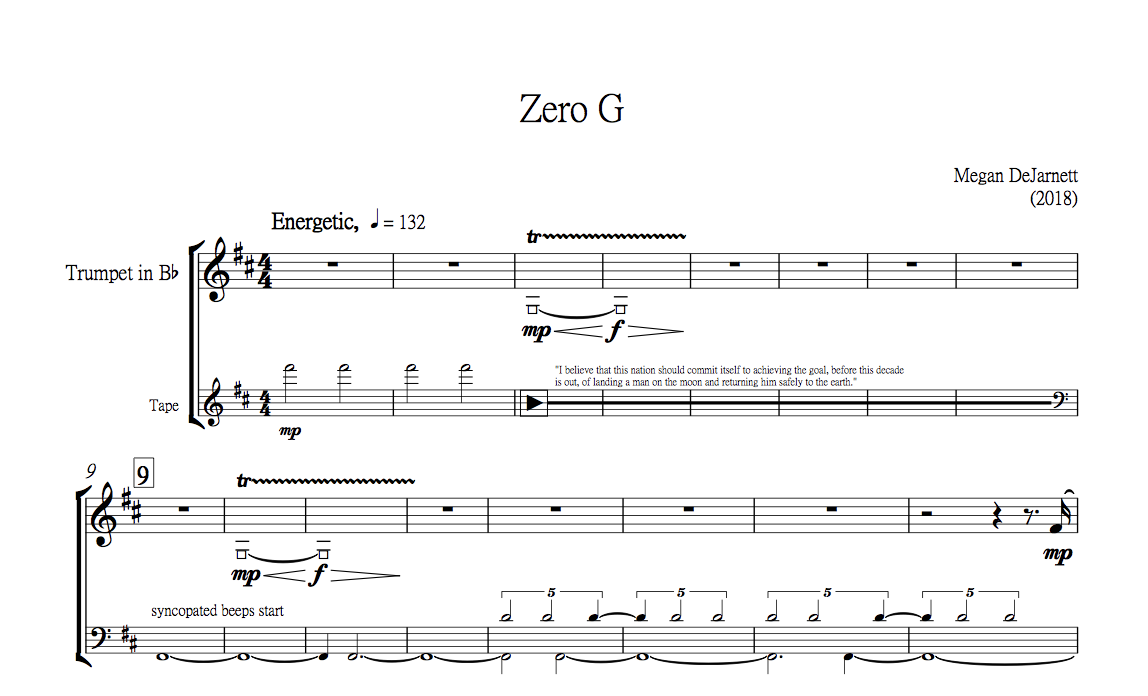 Zero G
Megan DeJarnett
(2018)
Energetic, ♩ = 132
tr
Trumpet in B♭
4
4
mp f
"I believe that this nation should commit itself to achieving the goal, before this decade
is out, of landing a man on the moon and returning him safely to the earth."
Tape
4
4
mp
9 9
tr
mp f mp
5 5 5 5
syncopated beeps start